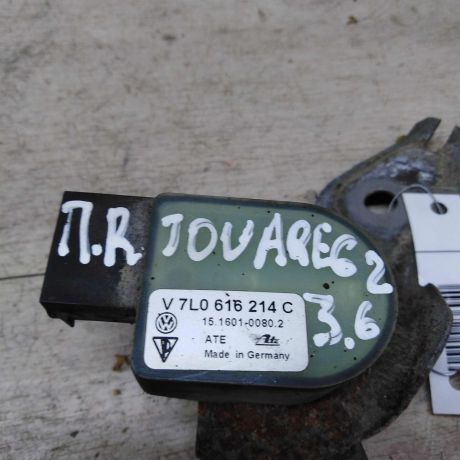 П.R TOUAREG 2
3.6
V 7L0 616 214 C
15.1601-0080.2
ATE
Made in Germany